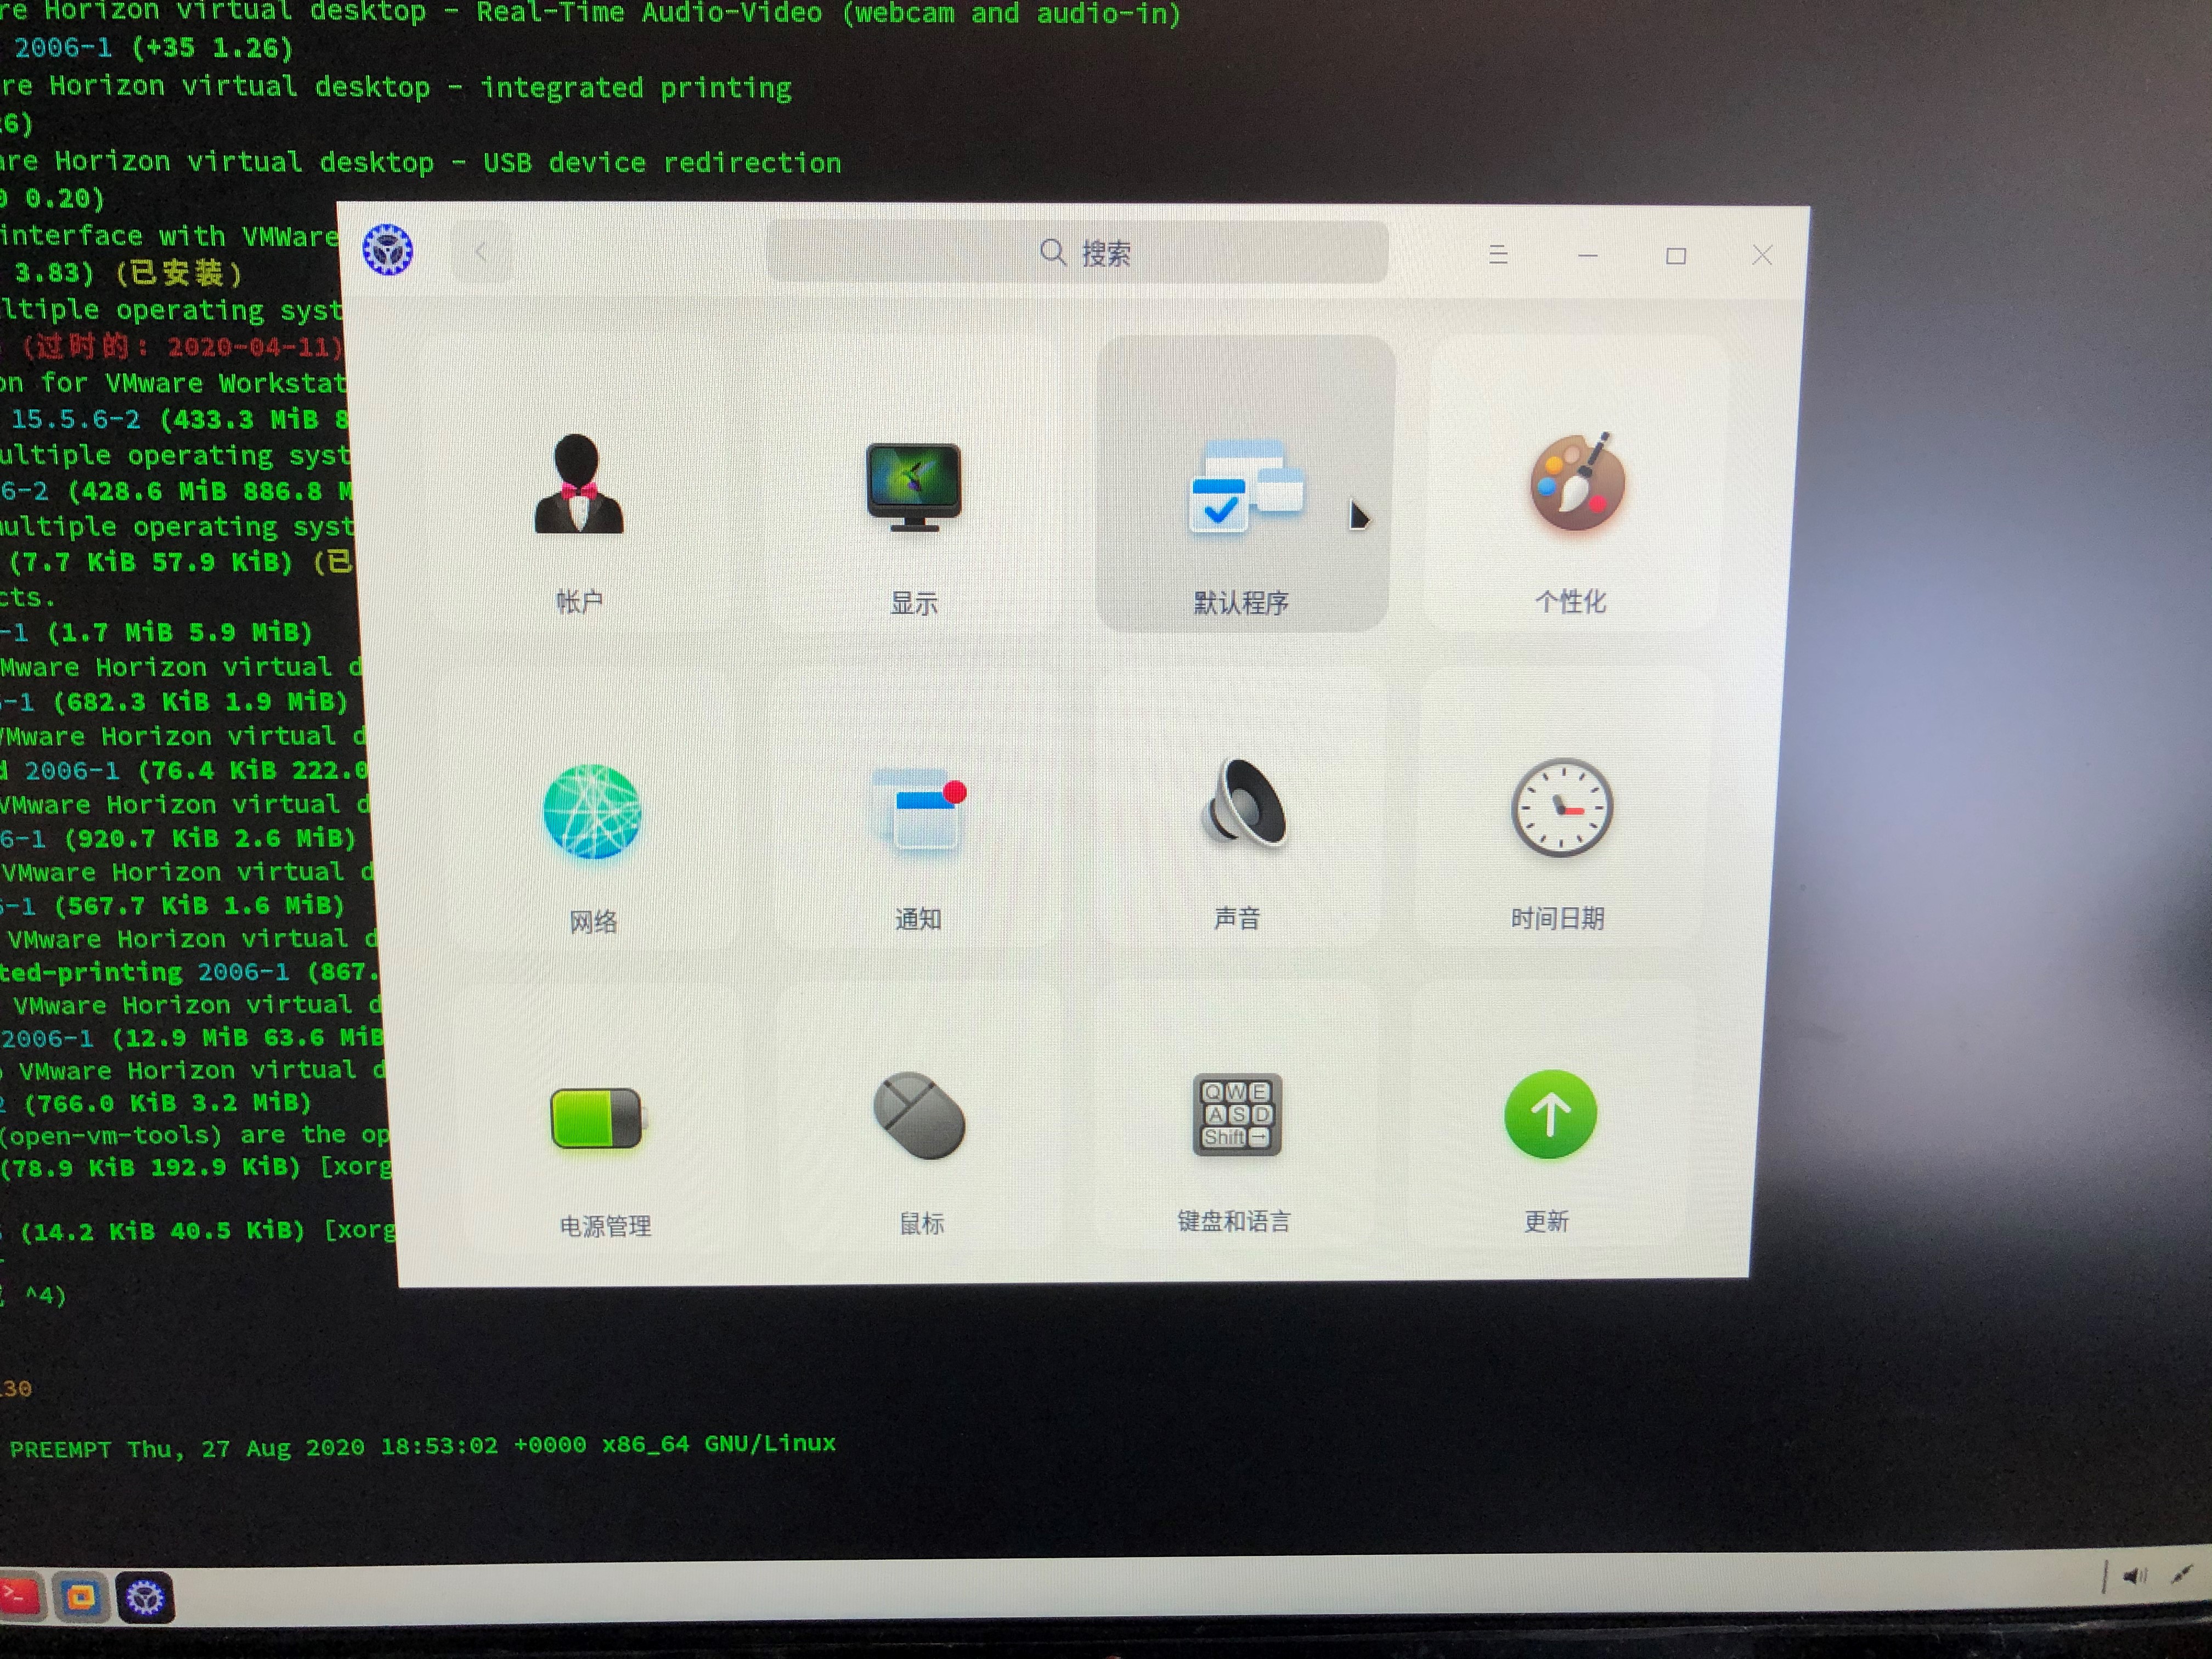 re Horizon virtual desktop - Real-Time Audio-Video (webcam and audio-in)
2006-1 (+35 1.26)
re Horizon virtual desktop - integrated printing
6)
are Horizon virtual desktop - USB device redirection
0 0.20)
interface with VMWare
3.83) (已安装)
搜索
ltiple operating syst
(过时的: 2020-04-11)
on for VMware Workstat
15.5.6-2 (433.3 MiB 8
ultiple operating syst
6-2 (428.6 MiB 886.8 M
multiple operating syst
(7.7 KiB 57.9 KiB) (已
cts.
帐户
显示
默认程序
个性化
-1 (1.7 MiB 5.9 MiB)
Mware Horizon virtual d
-1 (682.3 KiB 1.9 MiB)
VMware Horizon virtual d
d 2006-1 (76.4 KiB 222.0
VMware Horizon virtual d
6-1 (920.7 KiB 2.6 MiB)
VMware Horizon virtual d
-1 (567.7 KiB 1.6 MiB)
网络
通知
声音
时间日期
VMware Horizon virtual d
ted-printing 2006-1 (867.
VMware Horizon virtual d
2006-1 (12.9 MiB 63.6 MiB
VMware Horizon virtual d
2 (766.0 KiB 3.2 MiB)
(open-vm-tools) are the op
(78.9 KiB 192.9 KiB) [xorg
QWE
ASD
Shift→
(14.2 KiB 40.5 KiB) [xorg
电源管理
鼠标
键盘和语言
更新
^4)
30
PREEMPT Thu, 27 Aug 2020 18:53:02 +0000 x86_64 GNU/Linux